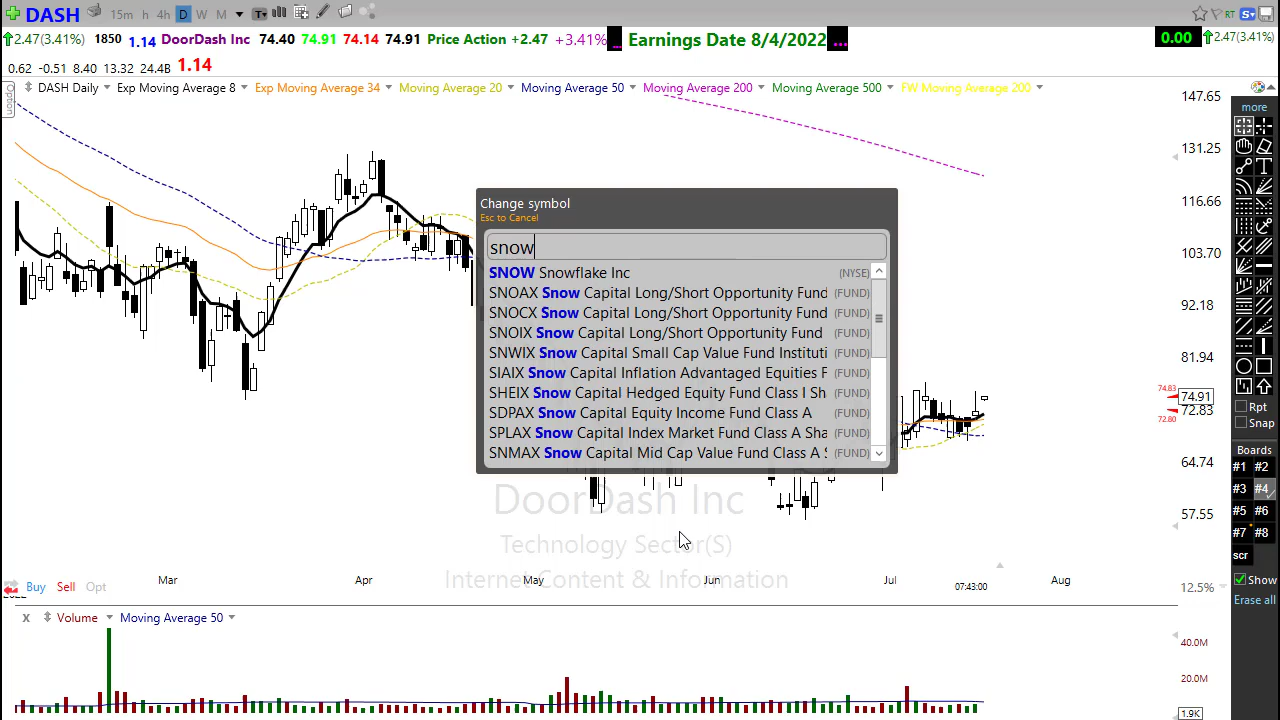 DASH 15m h 4h D W M T RT S
2.47(3.41%) 1850 1.14 DoorDash Inc 74.40 74.91 74.14 74.91 Price Action +2.47 +3.41% ... Earnings Date 8/4/2022 ... 0.00 2.47(3.41%)
0.62 -0.51 8.40 13.32 24.4B 1.14
Option
DASH Daily Exp Moving Average 8 Exp Moving Average 34 Moving Average 20 Moving Average 50 Moving Average 200 Moving Average 500 FW Moving Average 200
147.65
131.25
116.66
103.70
92.18
81.94
74.83
74.91
72.83
72.80
64.74
57.55
12.5%
Change symbol
Esc to Cancel
SNOW
SNOW Snowflake Inc (NYSE)
SNOAX Snow Capital Long/Short Opportunity Fund (FUND)
SNOCX Snow Capital Long/Short Opportunity Fund (FUND)
SNOIX Snow Capital Long/Short Opportunity Fund (FUND)
SNWIX Snow Capital Small Cap Value Fund Instituti (FUND)
SIAIX Snow Capital Inflation Advantaged Equities F (FUND)
SHEIX Snow Capital Hedged Equity Fund Class I Sh (FUND)
SDPAX Snow Capital Equity Income Fund Class A (FUND)
SPLAX Snow Capital Index Market Fund Class A Sha (FUND)
SNMAX Snow Capital Mid Cap Value Fund Class A S (FUND)
DoorDash Inc
Technology Sector(S)
Internet Content & Information
Mar Apr May Jun Jul Aug
07:43:00
Buy Sell Opt
x Volume Moving Average 50
40.0M
20.0M
1.9K
more
T
Rpt
Snap
Boards
#1 #2
#3 #4
#5 #6
#7 #8
scr
Show
Erase all